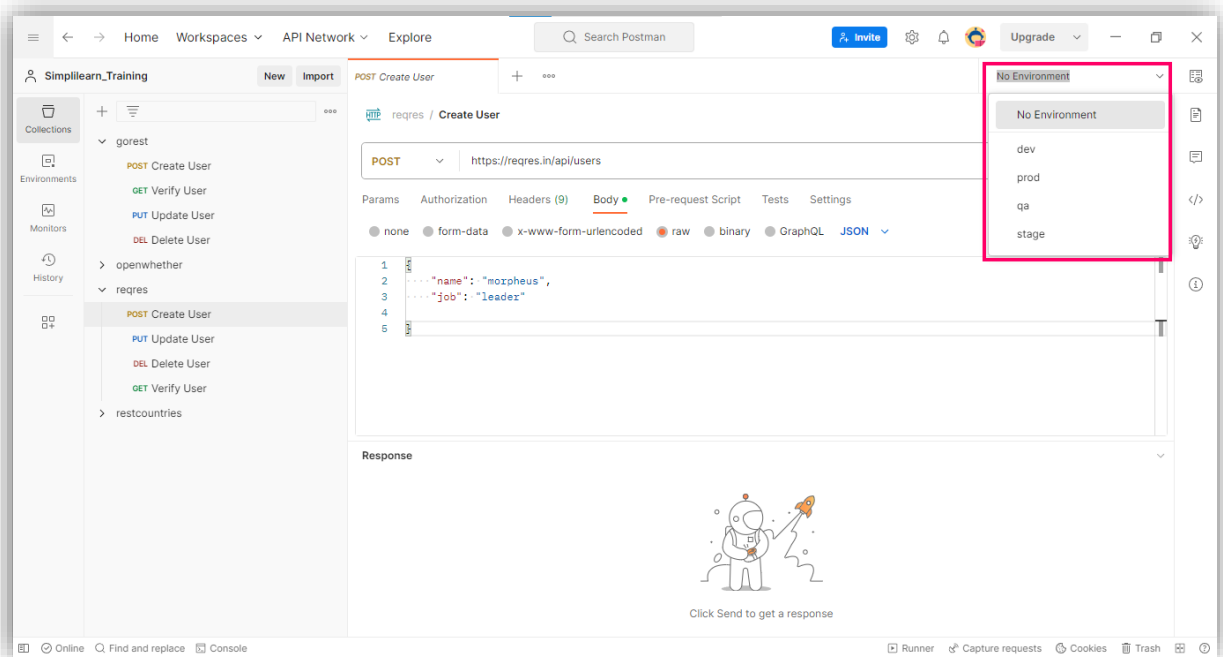 Home Workspaces API Network Explore Search Postman Invite Upgrade
Simplilearn_Training New Import POST Create User No Environment
Collections
Environments
Monitors
History
gorest
POST Create User
GET Verify User
PUT Update User
DEL Delete User
openwhether
reqres
POST Create User
PUT Update User
DEL Delete User
GET Verify User
restcountries
HTTP reqres / Create User
POST https://reqres.in/api/users
Params Authorization Headers (9) Body Pre-request Script Tests Settings
none form-data x-www-form-urlencoded raw binary GraphQL JSON
1 {
2 "name": "morpheus",
3 "job": "leader"
4
5 }
No Environment
dev
prod
qa
stage
Response
Click Send to get a response
Online Find and replace Console Runner Capture requests Cookies Trash